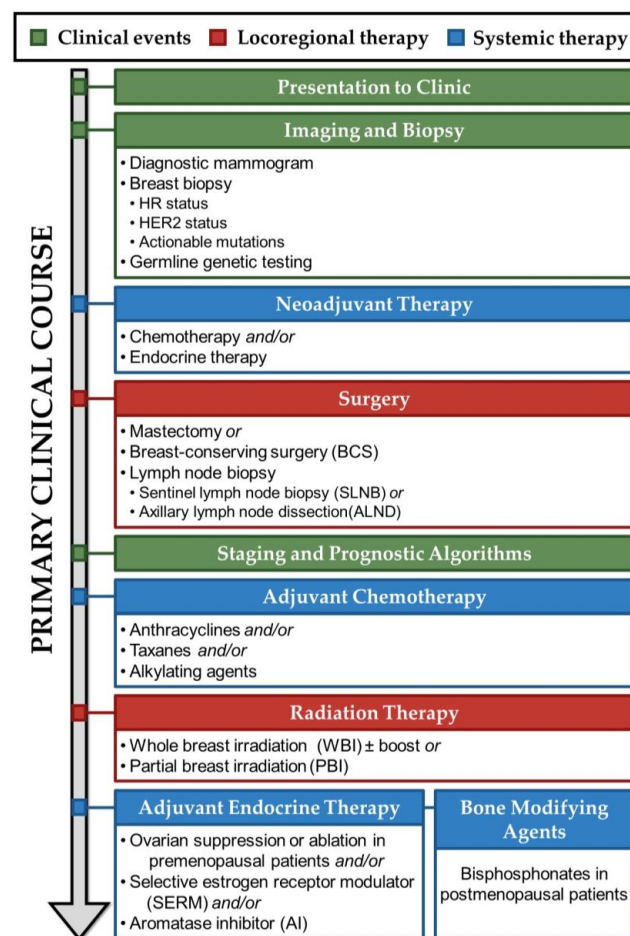 Clinical events Locoregional therapy Systemic therapy
PRIMARY CLINICAL COURSE
Presentation to Clinic
Imaging and Biopsy
• Diagnostic mammogram
• Breast biopsy
• HR status
• HER2 status
• Actionable mutations
• Germline genetic testing
Neoadjuvant Therapy
• Chemotherapy and/or
• Endocrine therapy
Surgery
• Mastectomy or
• Breast-conserving surgery (BCS)
• Lymph node biopsy
• Sentinel lymph node biopsy (SLNB) or
• Axillary lymph node dissection(ALND)
Staging and Prognostic Algorithms
Adjuvant Chemotherapy
• Anthracyclines and/or
• Taxanes and/or
• Alkylating agents
Radiation Therapy
• Whole breast irradiation (WBI) ± boost or
• Partial breast irradiation (PBI)
Adjuvant Endocrine Therapy
• Ovarian suppression or ablation in
premenopausal patients and/or
• Selective estrogen receptor modulator
(SERM) and/or
• Aromatase inhibitor (AI)
Bone Modifying
Agents
Bisphosphonates in
postmenopausal patients